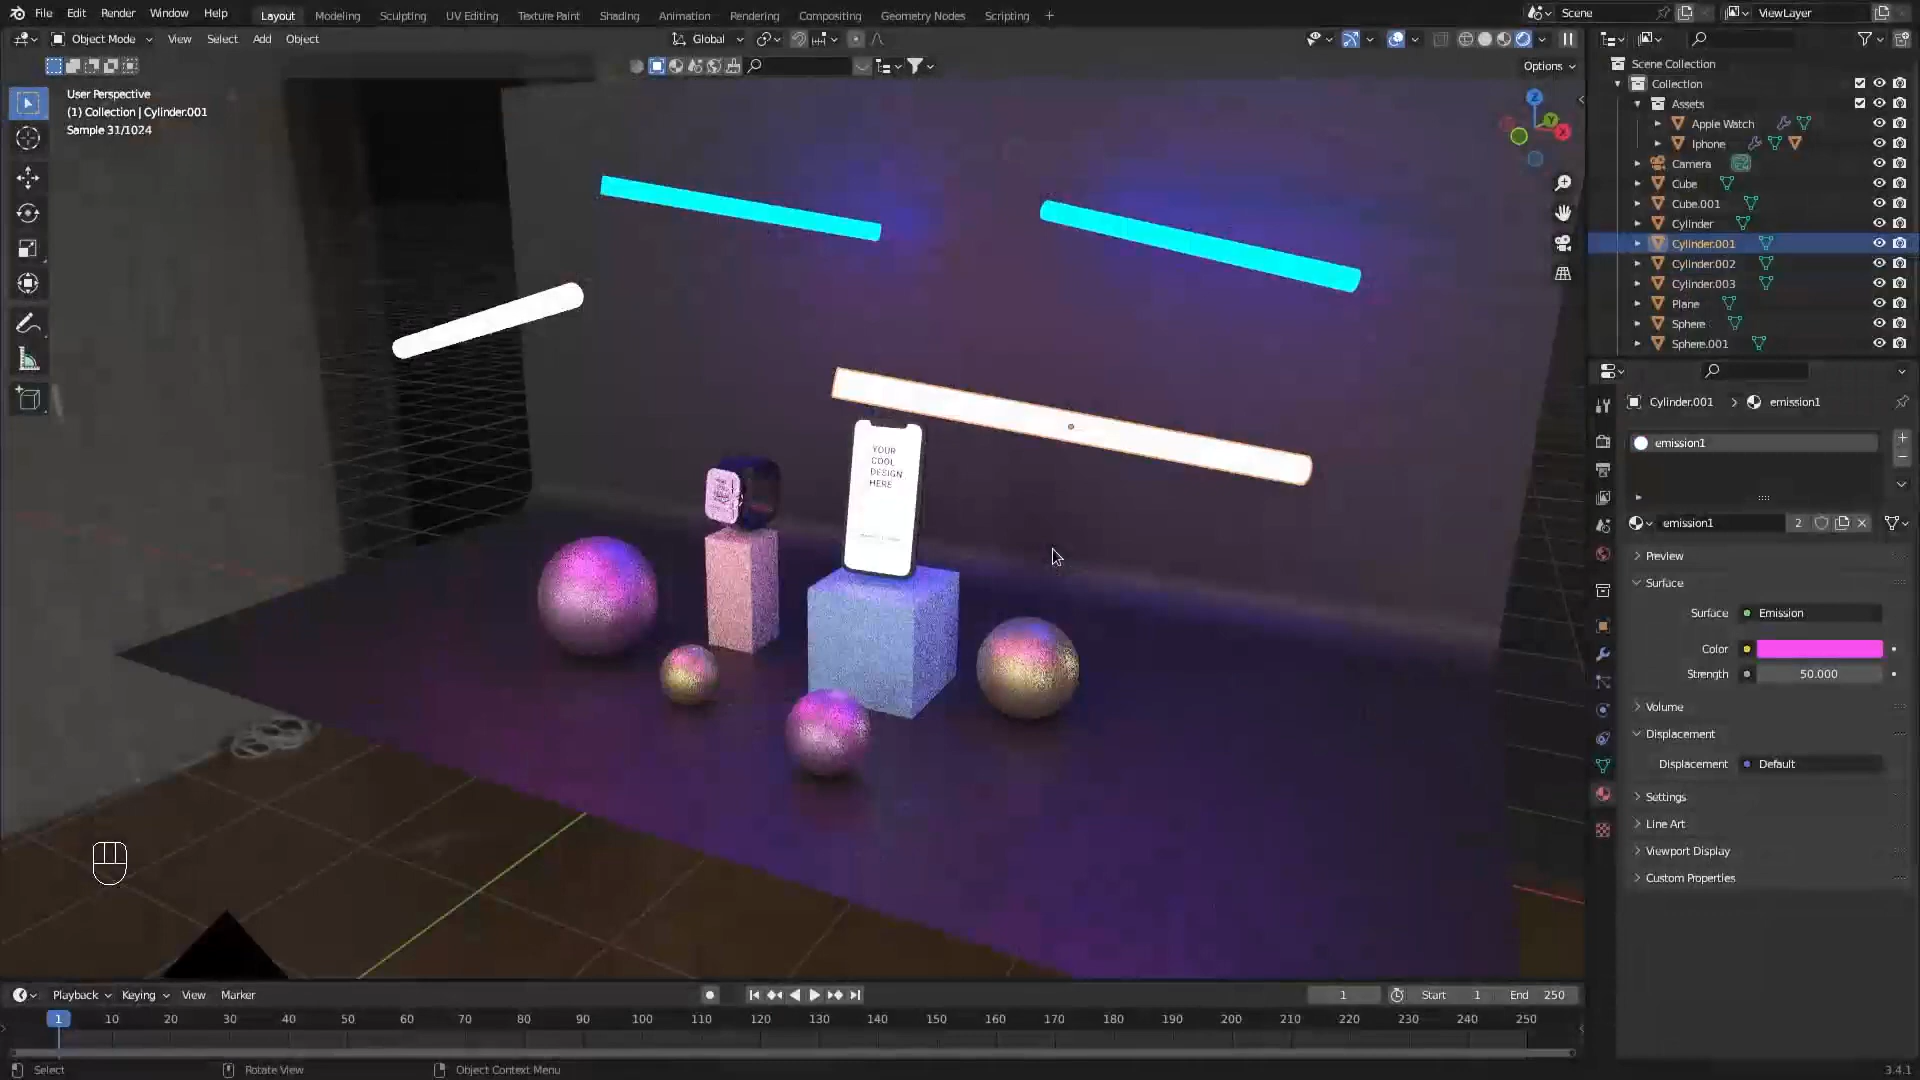 File Edit Render Window Help
Layout Modeling Sculpting UV Editing Texture Paint Shading Animation Rendering Compositing Geometry Nodes Scripting +
Scene ViewLayer
Object Mode View Select Add Object Global
Options
User Perspective
(1) Collection | Cylinder.001
Sample 31/1024
Z
Y
X
YOUR
COOL
DESIGN
HERE
Scene Collection
Collection
Assets
Apple Watch
Iphone
Camera
Cube
Cube.001
Cylinder
Cylinder.001
Cylinder.002
Cylinder.003
Plane
Sphere
Sphere.001
Cylinder.001 > emission1
emission1
emission1 2
Preview
Surface
Surface Emission
Color
Strength 50.000
Volume
Displacement
Displacement Default
Settings
Line Art
Viewport Display
Custom Properties
Playback Keying View Marker 1 Start 1 End 250
1 10 20 30 40 50 60 70 80 90 100 110 120 130 140 150 160 170 180 190 200 210 220 230 240 250
Select Rotate View Object Context Menu 3.4.1